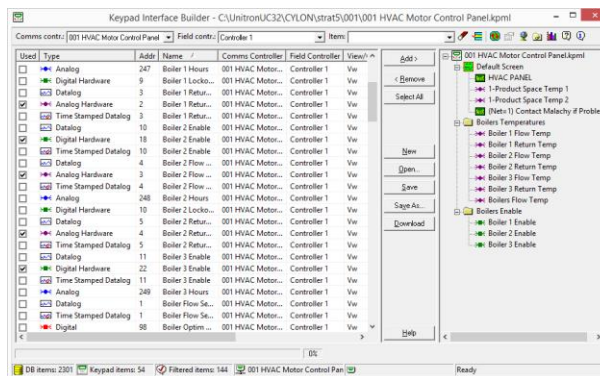 Keypad Interface Builder - C:\UnitronUC32\CYLON\strat5\001\001 HVAC Motor Control Panel.kpml
Comms contr.: 001 HVAC Motor Control Panel Field contr.: Controller 1 Item:
Used Type Addr Name Comms Controller Field Controller View/
Analog 247 Boiler 1 Hours 001 HVAC Motor... Controller 1 Vw
Digital Hardware 9 Boiler 1 Locko... 001 HVAC Motor... Controller 1 Vw
Datalog 3 Boiler 1 Retur... 001 HVAC Motor... Controller 1 Vw
Analog Hardware 2 Boiler 1 Retur... 001 HVAC Motor... Controller 1 Vw
Time Stamped Datalog 3 Boiler 1 Retur... 001 HVAC Motor... Controller 1 Vw
Datalog 10 Boiler 2 Enable 001 HVAC Motor... Controller 1 Vw
Digital Hardware 18 Boiler 2 Enable 001 HVAC Motor... Controller 1 Vw
Time Stamped Datalog 10 Boiler 2 Enable 001 HVAC Motor... Controller 1 Vw
Datalog 4 Boiler 2 Flow ... 001 HVAC Motor... Controller 1 Vw
Analog Hardware 3 Boiler 2 Flow ... 001 HVAC Motor... Controller 1 Vw
Time Stamped Datalog 4 Boiler 2 Flow ... 001 HVAC Motor... Controller 1 Vw
Analog 248 Boiler 2 Hours 001 HVAC Motor... Controller 1 Vw
Digital Hardware 10 Boiler 2 Locko... 001 HVAC Motor... Controller 1 Vw
Datalog 5 Boiler 2 Retur... 001 HVAC Motor... Controller 1 Vw
Analog Hardware 4 Boiler 2 Retur... 001 HVAC Motor... Controller 1 Vw
Time Stamped Datalog 5 Boiler 2 Retur... 001 HVAC Motor... Controller 1 Vw
Datalog 11 Boiler 3 Enable 001 HVAC Motor... Controller 1 Vw
Digital Hardware 22 Boiler 3 Enable 001 HVAC Motor... Controller 1 Vw
Time Stamped Datalog 11 Boiler 3 Enable 001 HVAC Motor... Controller 1 Vw
Analog 249 Boiler 3 Hours 001 HVAC Motor... Controller 1 Vw
Datalog 1 Boiler Flow Se... 001 HVAC Motor... Controller 1 Vw
Time Stamped Datalog 1 Boiler Flow Se... 001 HVAC Motor... Controller 1 Vw
Digital 98 Boiler Optim ... 001 HVAC Motor... Controller 1 Vw
Add >
< Remove
Select All
New
Open...
Save
Save As...
Download
Help
001 HVAC Motor Control Panel.kpml
Default Screen
HVAC PANEL
1-Product Space Temp 1
1-Product Space Temp 2
(Net=1) Contact Malachy if Proble
Boilers Temperatures
Boiler 1 Flow Temp
Boiler 1 Return Temp
Boiler 2 Flow Temp
Boiler 2 Return Temp
Boiler 3 Flow Temp
Boiler 3 Return Temp
Boilers Flow Temp
Boilers Enable
Boiler 1 Enable
Boiler 2 Enable
Boiler 3 Enable
0%
DB items: 2301 Keypad items: 54 Filtered items: 144 001 HVAC Motor Control Pan Ready